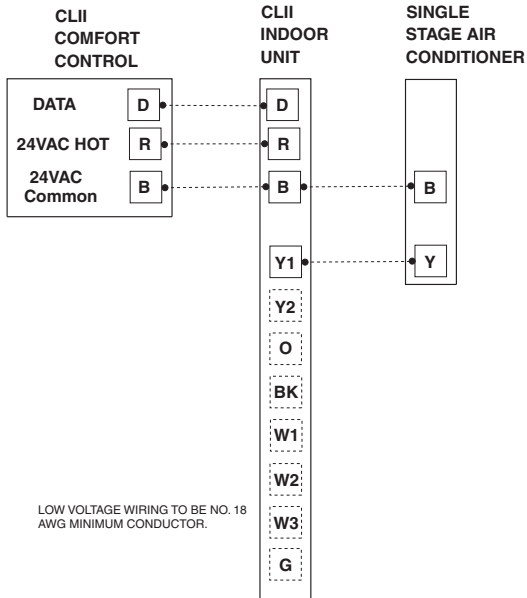 CLII
COMFORT
CONTROL
CLII
INDOOR
UNIT
SINGLE
STAGE AIR
CONDITIONER
DATA
D
D
24VAC HOT
R
R
24VAC
Common
B
B
B
Y1
Y
Y2
O
BK
W1
W2
W3
G
LOW VOLTAGE WIRING TO BE NO. 18
AWG MINIMUM CONDUCTOR.